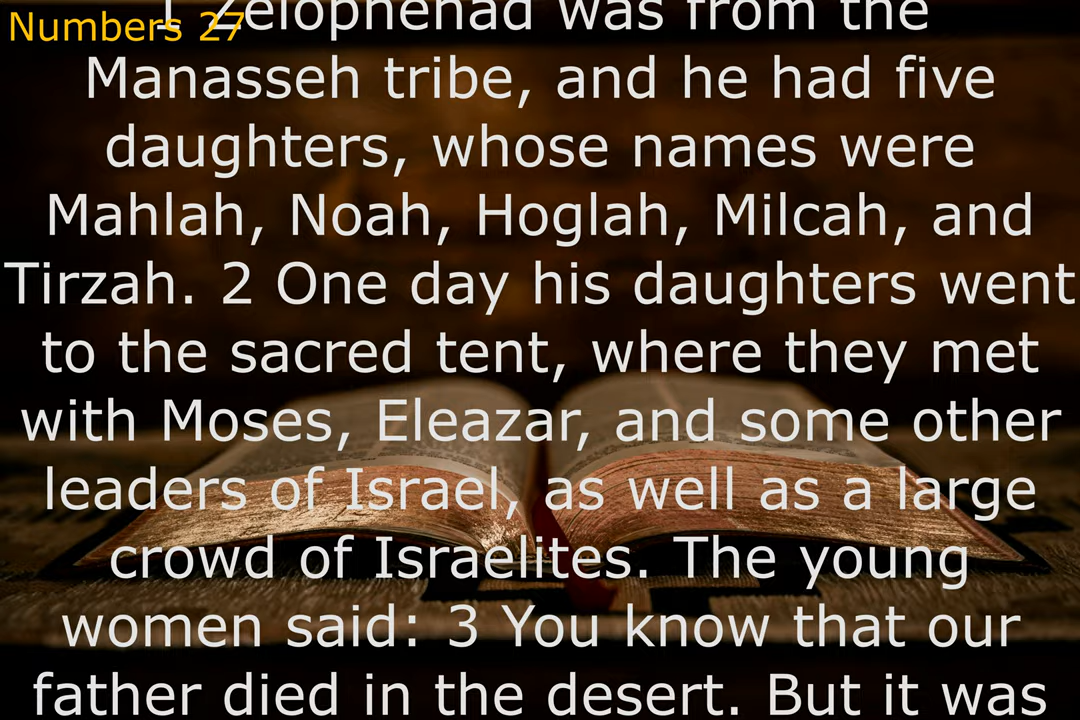 Numbers 27
1 Zelophehad was from the
Manasseh tribe, and he had five
daughters, whose names were
Mahlah, Noah, Hoglah, Milcah, and
Tirzah. 2 One day his daughters went
to the sacred tent, where they met
with Moses, Eleazar, and some other
leaders of Israel, as well as a large
crowd of Israelites. The young
women said: 3 You know that our
father died in the desert. But it was